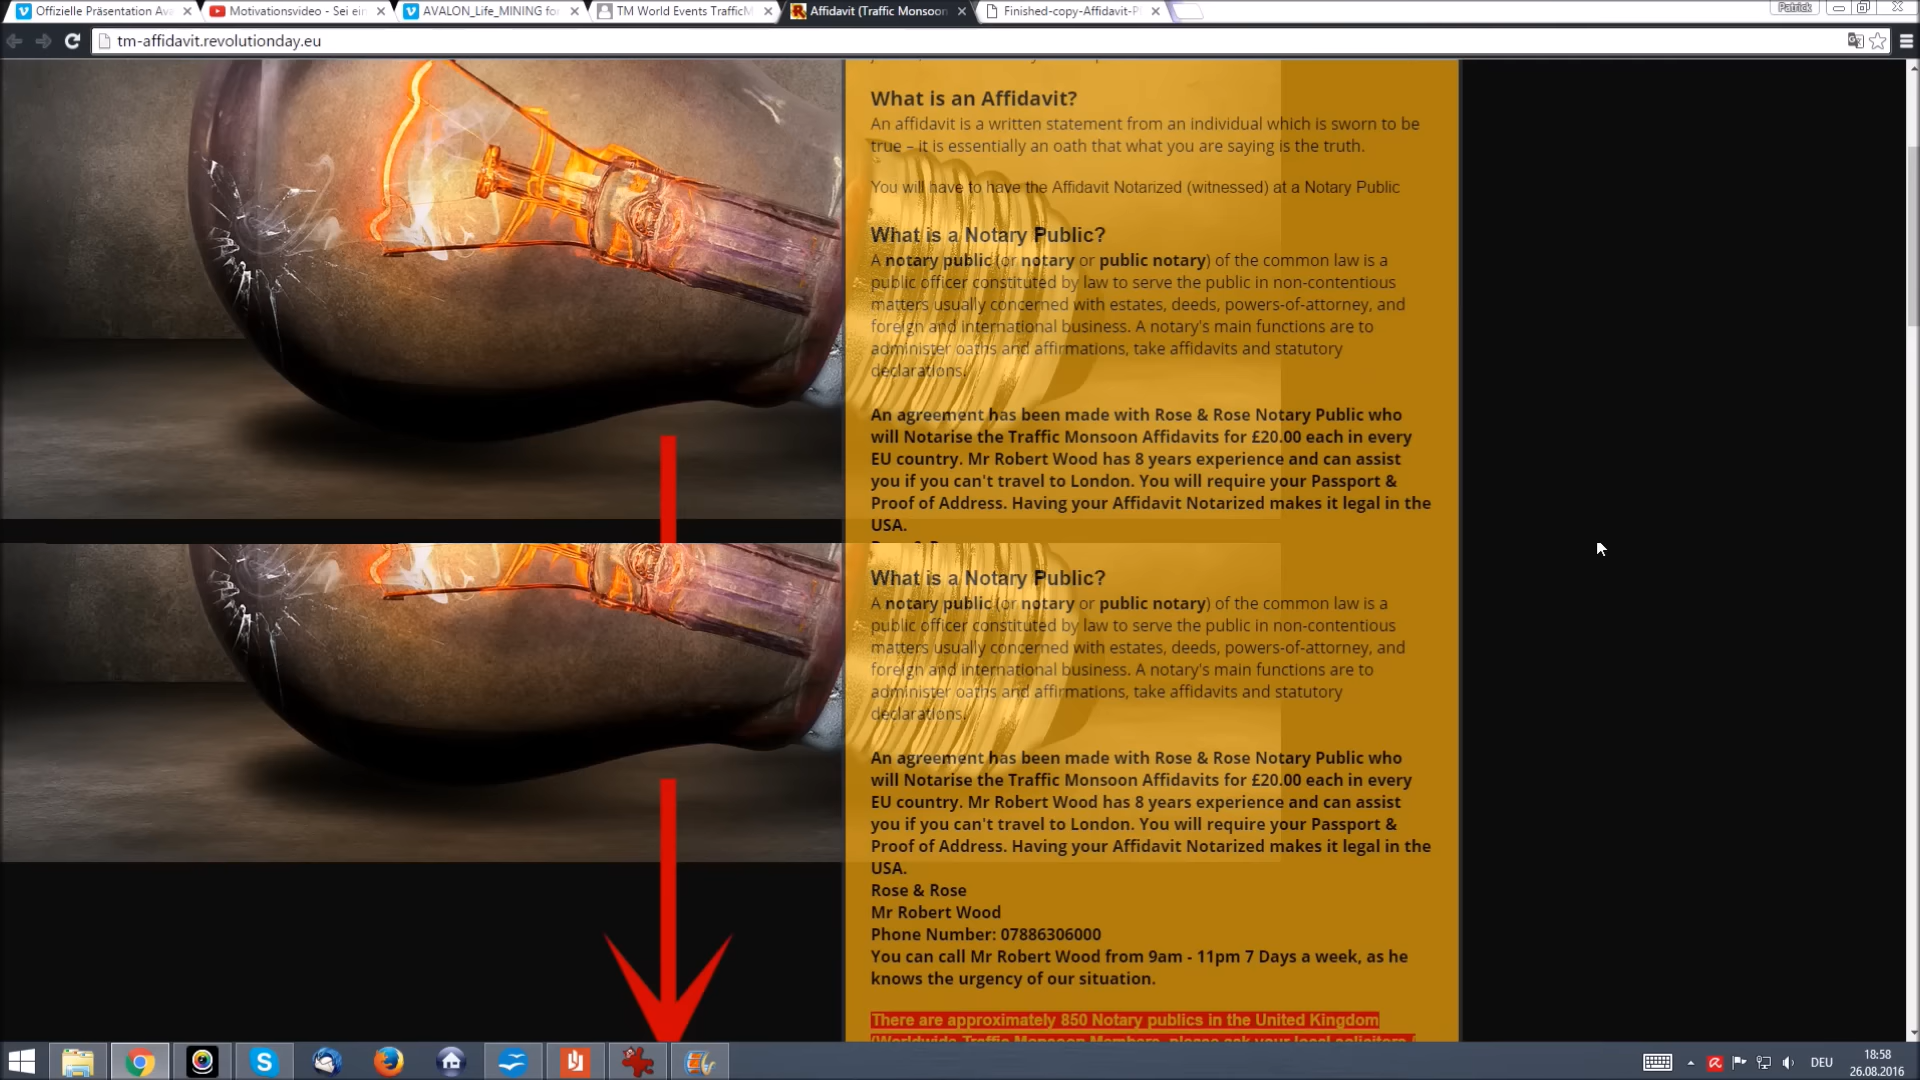 Offizielle Präsentation Av
Motivationsvideo - Sei ein
AVALON_Life_MINING for
TM World Events TrafficM
Affidavit (Traffic Monsoon
Finished-copy-Affidavit-P
Patrick
tm-affidavit.revolutionday.eu
What is an Affidavit?
An affidavit is a written statement from an individual which is sworn to be
true – it is essentially an oath that what you are saying is the truth.
You will have to have the Affidavit Notarized (witnessed) at a Notary Public
What is a Notary Public?
A notary public (or notary or public notary) of the common law is a
public officer constituted by law to serve the public in non-contentious
matters usually concerned with estates, deeds, powers-of-attorney, and
foreign and international business. A notary's main functions are to
administer oaths and affirmations, take affidavits and statutory
declarations.
An agreement has been made with Rose & Rose Notary Public who
will Notarise the Traffic Monsoon Affidavits for £20.00 each in every
EU country. Mr Robert Wood has 8 years experience and can assist
you if you can't travel to London. You will require your Passport &
Proof of Address. Having your Affidavit Notarized makes it legal in the
USA.
What is a Notary Public?
A notary public (or notary or public notary) of the common law is a
public officer constituted by law to serve the public in non-contentious
matters usually concerned with estates, deeds, powers-of-attorney, and
foreign and international business. A notary's main functions are to
administer oaths and affirmations, take affidavits and statutory
declarations.
An agreement has been made with Rose & Rose Notary Public who
will Notarise the Traffic Monsoon Affidavits for £20.00 each in every
EU country. Mr Robert Wood has 8 years experience and can assist
you if you can't travel to London. You will require your Passport &
Proof of Address. Having your Affidavit Notarized makes it legal in the
USA.
Rose & Rose
Mr Robert Wood
Phone Number: 07886306000
You can call Mr Robert Wood from 9am - 11pm 7 Days a week, as he
knows the urgency of our situation.
There are approximately 850 Notary publics in the United Kingdom
(Worldwide Traffic Monsoon Members, please ask your local solicitors
DEU
18:58
26.08.2016